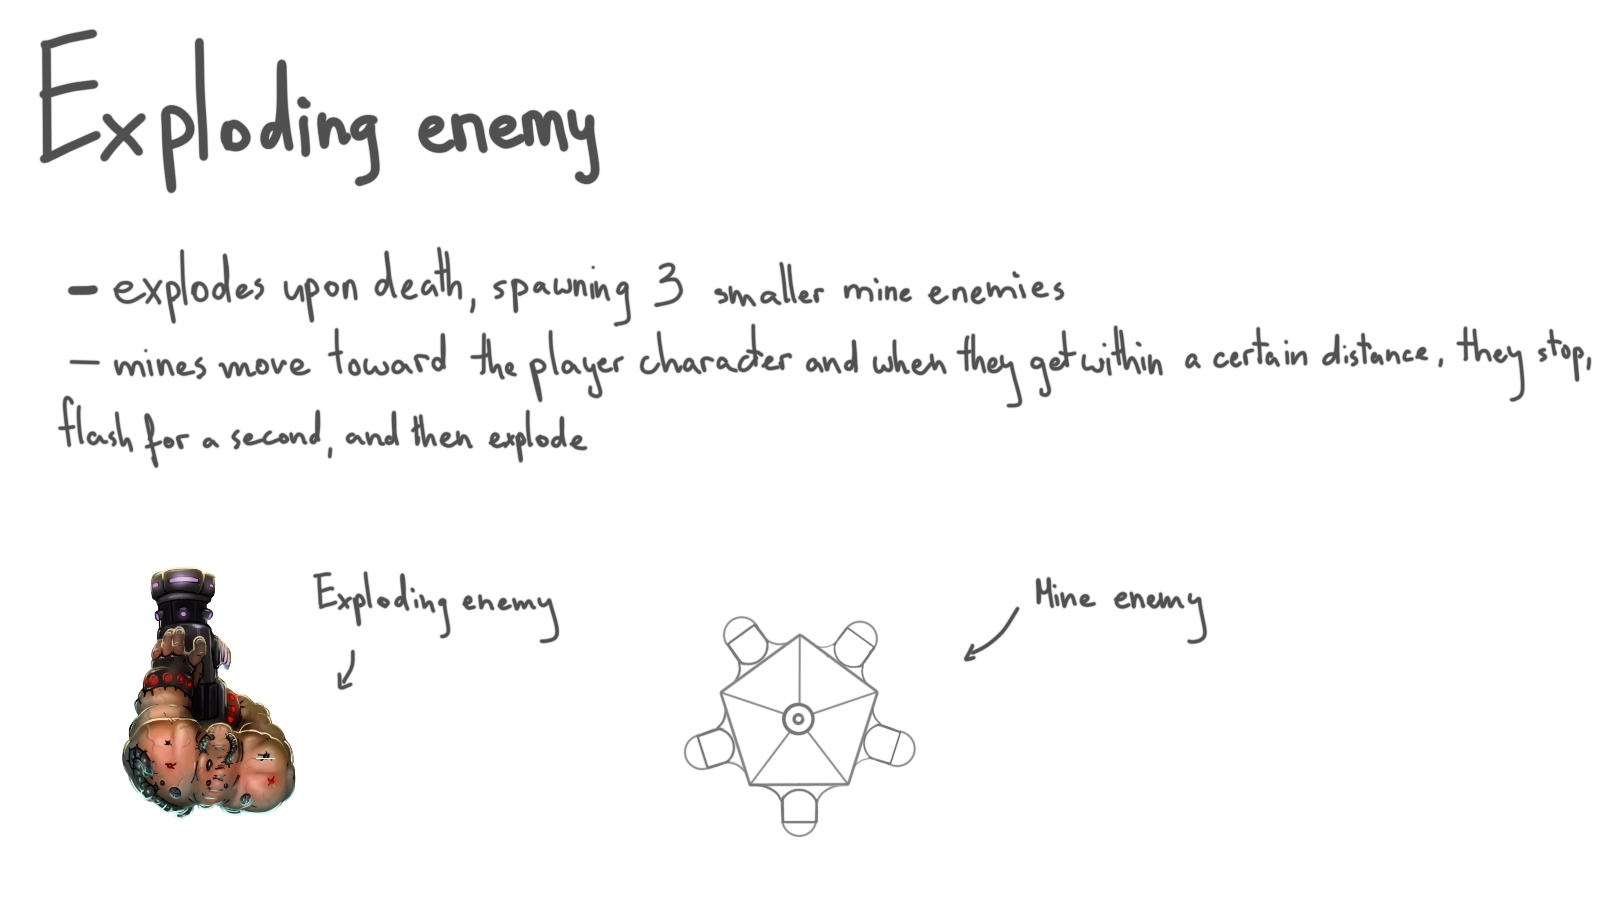 Exploding enemy
- explodes upon death, spawning 3 smaller mine enemies
- mines move toward the player character and when they get within a certain distance, they stop,
flash for a second, and then explode
Exploding enemy
Mine enemy